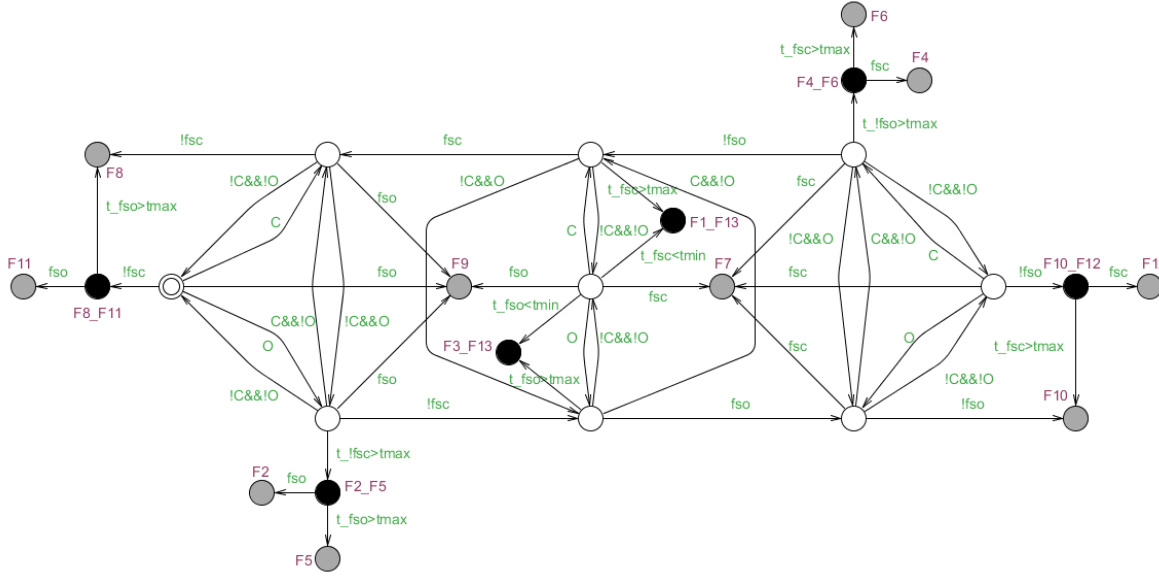 F6
t_fsc>tmax
F4
fsc
F4_F6
t_!fso>tmax
!fsc
fsc
!fso
F8
!C&&!O
!C&&O
t_fsc>tmax
C&&!O
fsc
!C&&!O
fso
t_fso>tmax
C
F1_F13
C
!C&&!O
!C&&O
C&&!O
C
t_fsc<tmin
F11
fso
!fsc
fso
F9
fso
F7
fsc
!fso
F10_F12
fsc
fsc
F8_F11
t_fso<tmin
C&&!O
!C&&O
O
O
!C&&!O
O
F3_F13
fsc
t_fsc>tmax
!C&&!O
fso
t_fso>tmax
!C&&!O
!fsc
fso
!fso
F10
t_!fsc>tmax
F2
fso
F2_F5
t_fso>tmax
F5